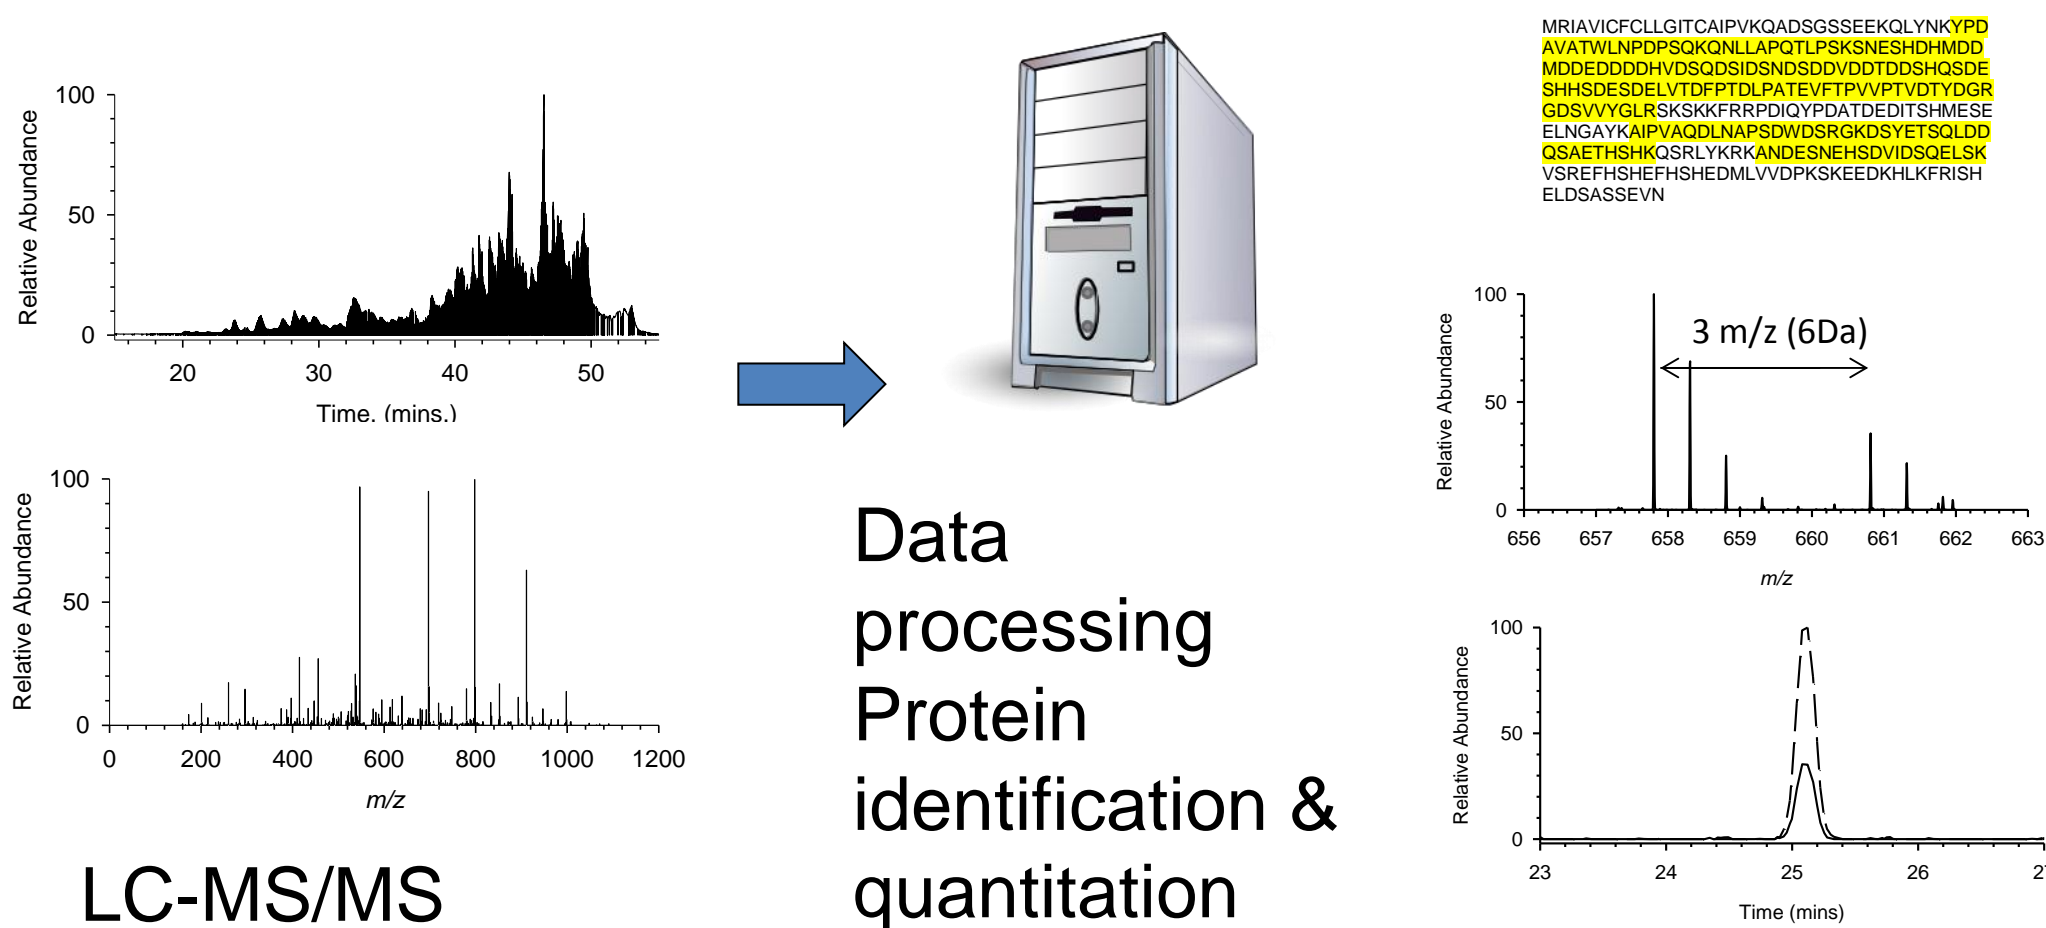 100
50
0
Relative Abundance
20 30 40 50
Time. (mins.)
100
50
0
Relative Abundance
0 200 400 600 800 1000 1200
m/z
LC-MS/MS
Data
processing
Protein
identification &
quantitation
MRIAVICFCLLGITCAIPVKQADSGSSEEKQLYNKYPD
AVATWLNPDPSQKQNLLAPQTLPSKSNESHDHMDD
MDDEDDDDHVDSQDSIDSNDSDDVDDTDDSHQSDE
SHHSDESDELVTDFPTDLPATEVFTPVVPTVDTYDGR
GDSVVYGLRSKSKKFRRPDIQYPDATDEDITSHMESE
ELNGAYKAIPVAQDLNAPSDWDSRGKDSYETSQLDD
QSAETHSHKQSRLYKRKANDESNEHSDVIDSQELSK
VSREFHSHEFHSHEDMLVVDPKSKEEDKHLKFRISH
ELDSASSEVN
100
50
0
Relative Abundance
3 m/z (6Da)
656 657 658 659 660 661 662 663
m/z
100
50
0
Relative Abundance
23 24 25 26
Time (mins)